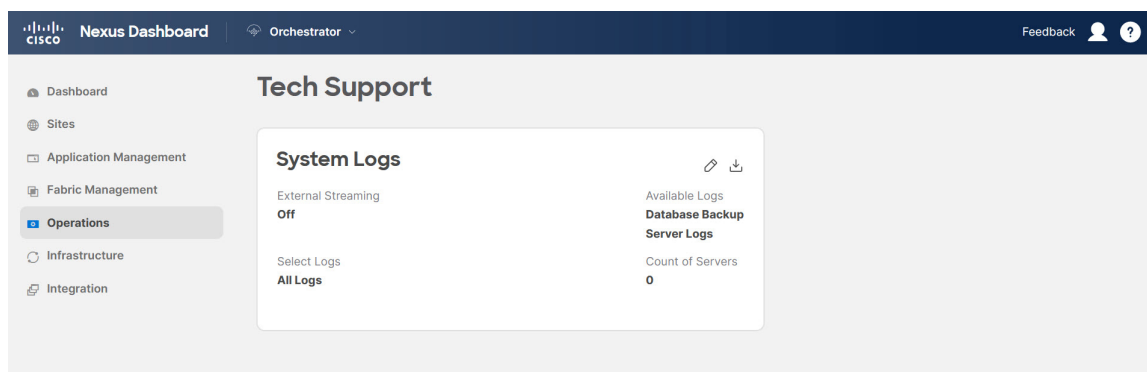 CISCO Nexus Dashboard Orchestrator Feedback ?
Dashboard
Sites
Application Management
Fabric Management
Operations
Infrastructure
Integration
Tech Support
System Logs
External Streaming
Off
Available Logs
Database Backup
Server Logs
Select Logs
All Logs
Count of Servers
0